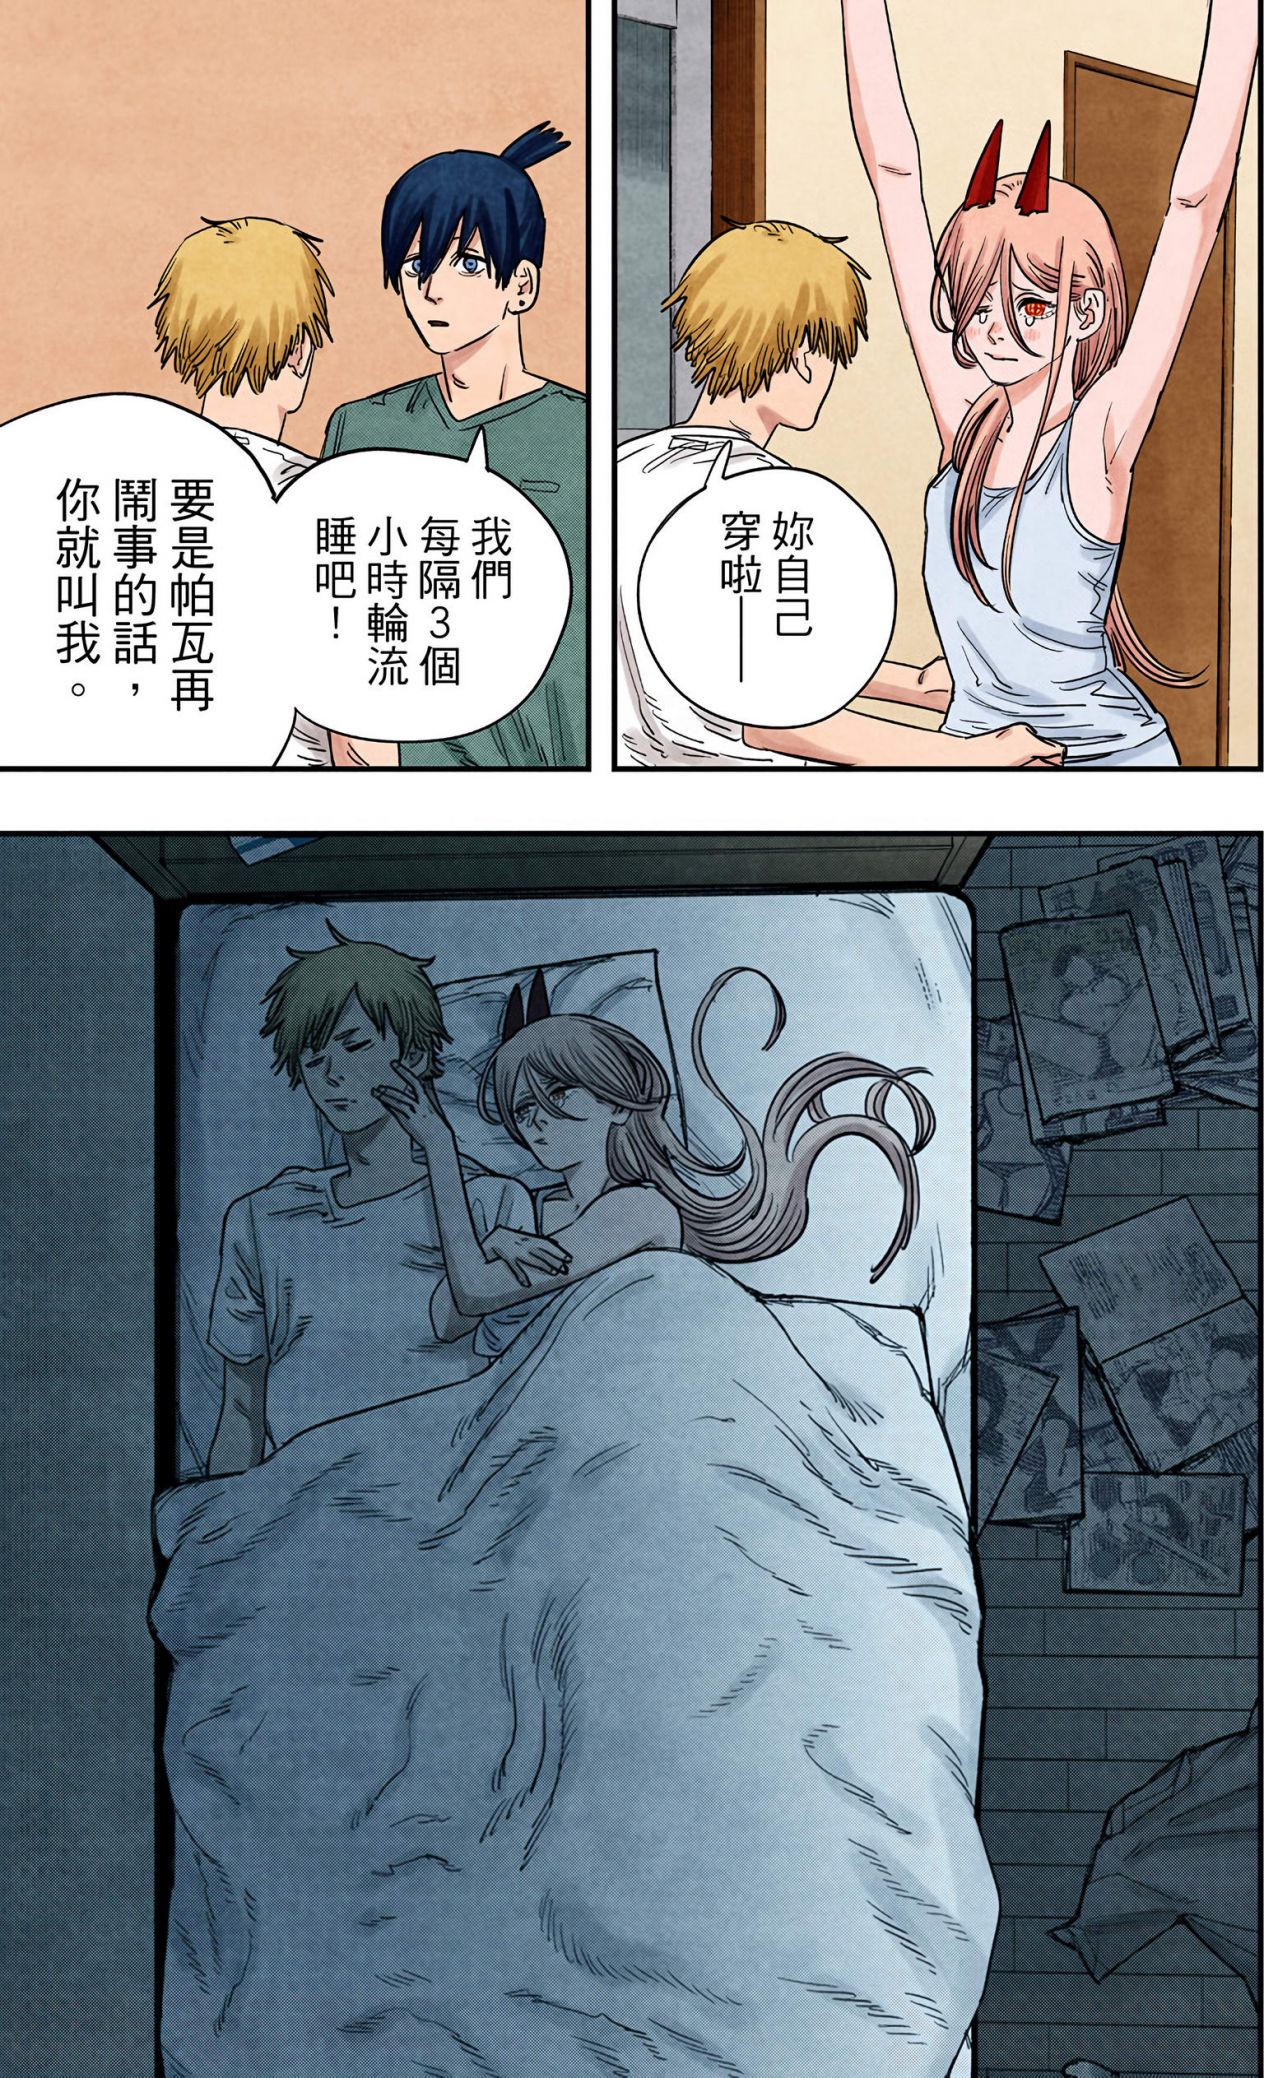 妳自己
穿啦——
我們
每隔3個
小時輪流
睡吧！
要是帕瓦再
鬧事的話，
你就叫我。